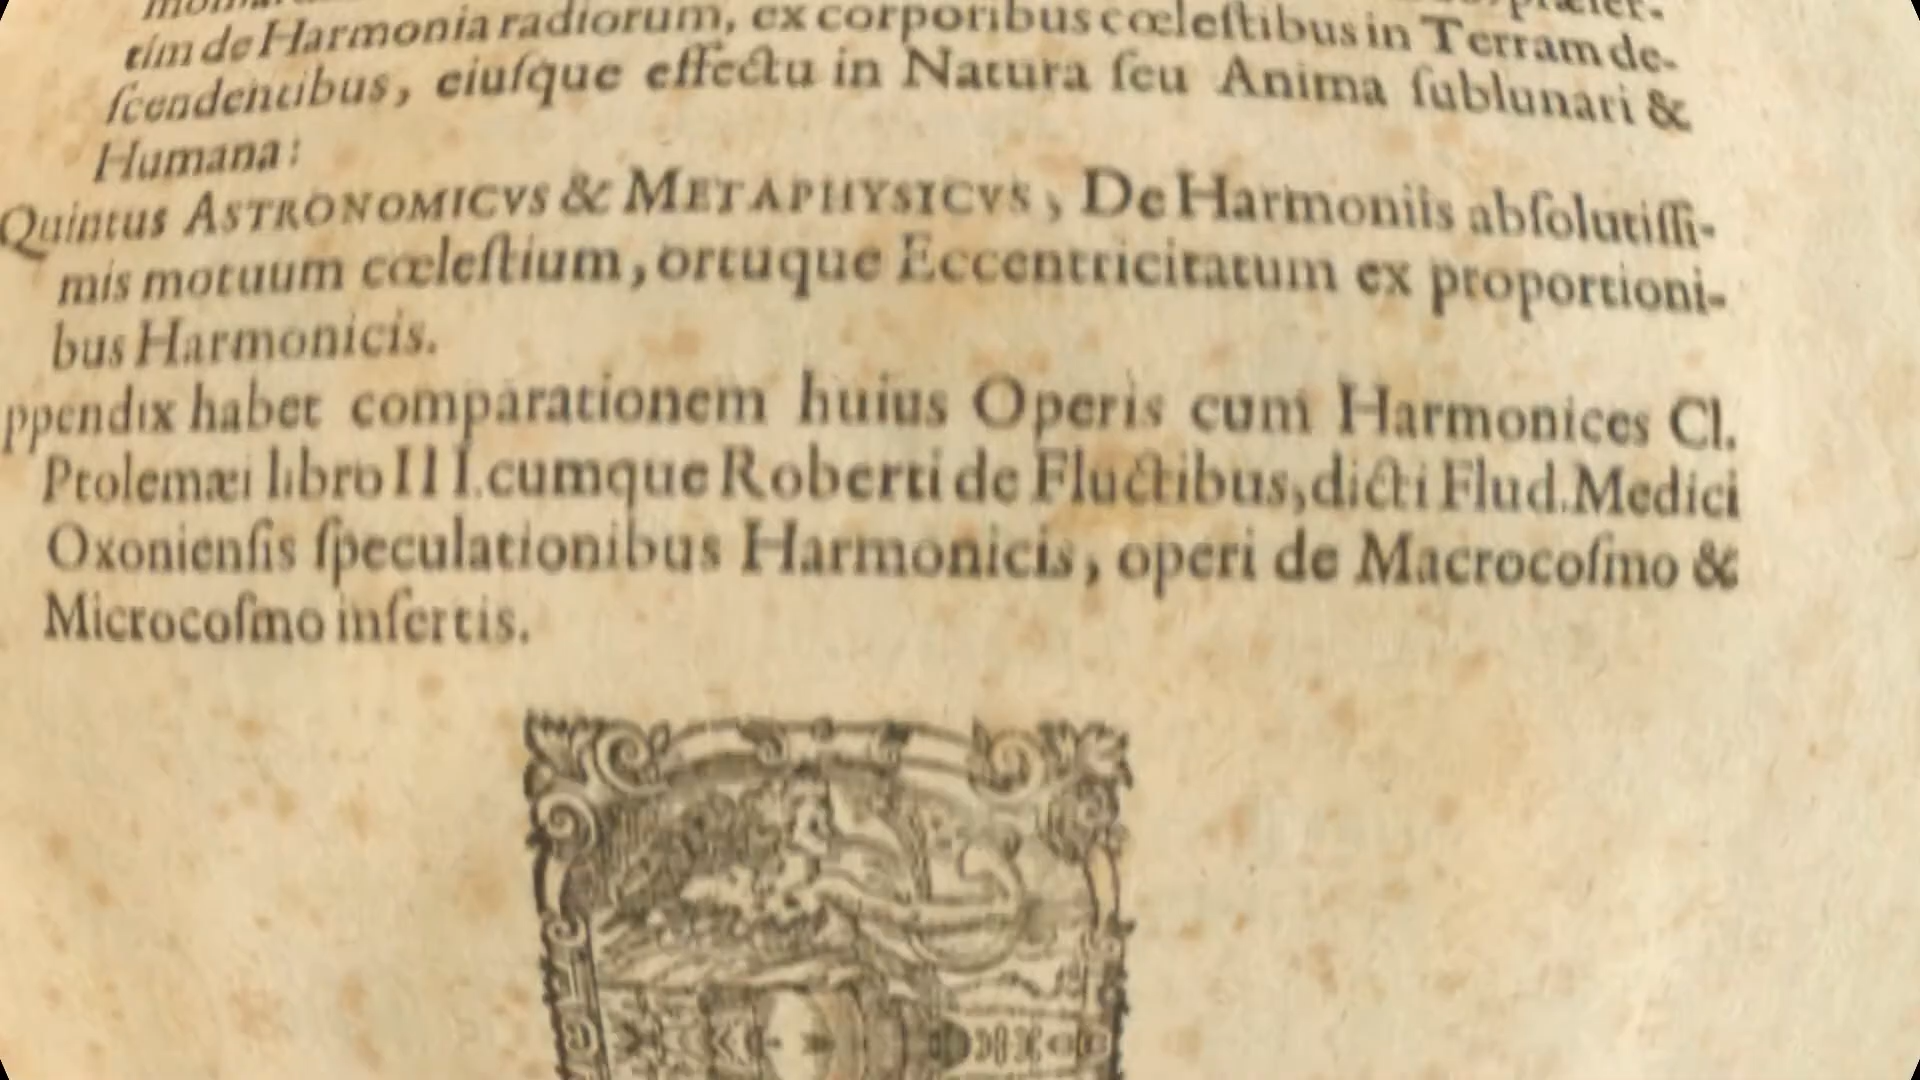 tim de Harmonia radiorum, ex corporibus cœleſtibus in Terram de-
ſcendentibus, eiuſque effectu in Natura ſeu Anima ſublunari &
Humana:
Quintus ASTRONOMICVS & METAPHYSICVS, De Harmoniis abſolutiſſi-
mis motuum cœleſtium, ortuque Eccentricitatum ex proportioni-
bus Harmonicis.
ppendix habet comparationem huius Operis cum Harmonices Cl.
Ptolemæi libro III. cumque Roberti de Fluctibus, dicti Flud. Medici
Oxonienſis ſpeculationibus Harmonicis, operi de Macrocoſmo &
Microcoſmo inſertis.